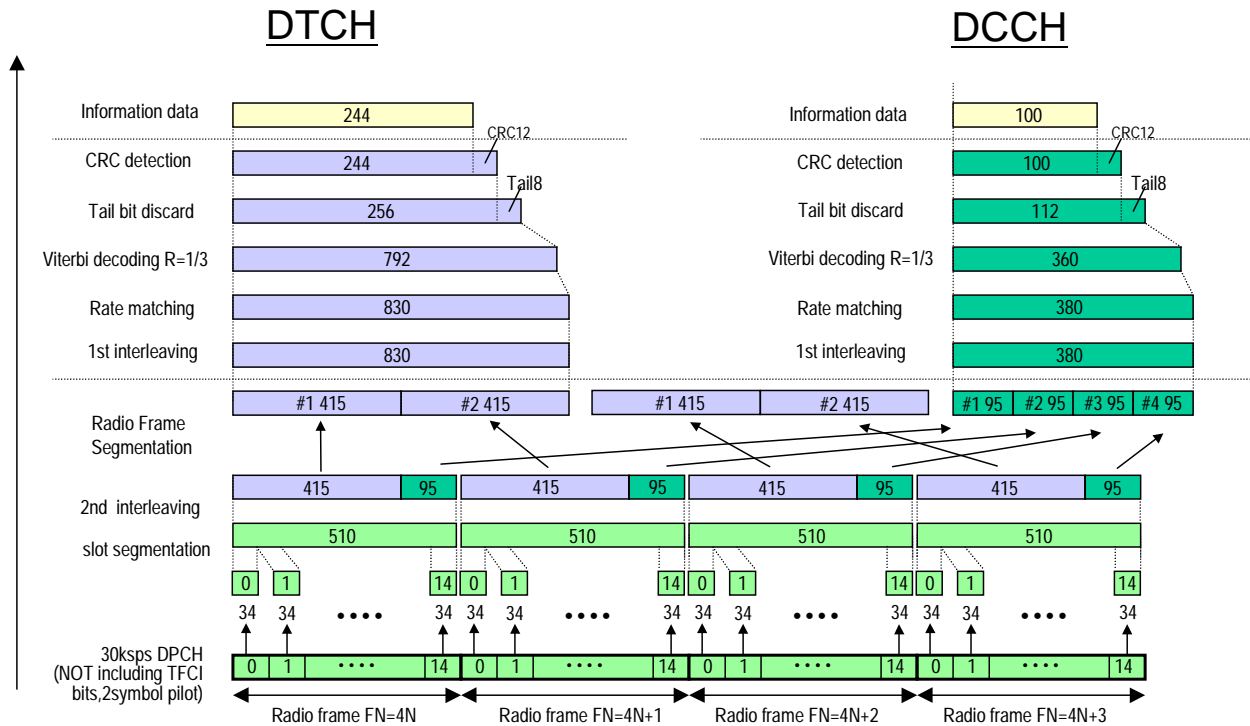 DTCH DCCH
Information data 244 Information data 100
CRC12 CRC12
CRC detection 244 CRC detection 100
Tail8 Tail8
Tail bit discard 256 Tail bit discard 112
Viterbi decoding R=1/3 792 Viterbi decoding R=1/3 360
Rate matching 830 Rate matching 380
1st interleaving 830 1st interleaving 380
#1 415 #2 415 #1 415 #2 415 #1 95 #2 95 #3 95 #4 95
Radio Frame
Segmentation
415 95 415 95 415 95 415 95
2nd interleaving
510 510 510 510
slot segmentation
0 1 14 0 1 14 0 1 14 0 1 14
34 34 •••• 34 34 34 •••• 34 34 34 •••• 34 34 34 •••• 34
30ksps DPCH
(NOT including TFCI
bits,2symbol pilot)
0 1 •••• 14 0 1 •••• 14 0 1 •••• 14 0 1 •••• 14
Radio frame FN=4N Radio frame FN=4N+1 Radio frame FN=4N+2 Radio frame FN=4N+3